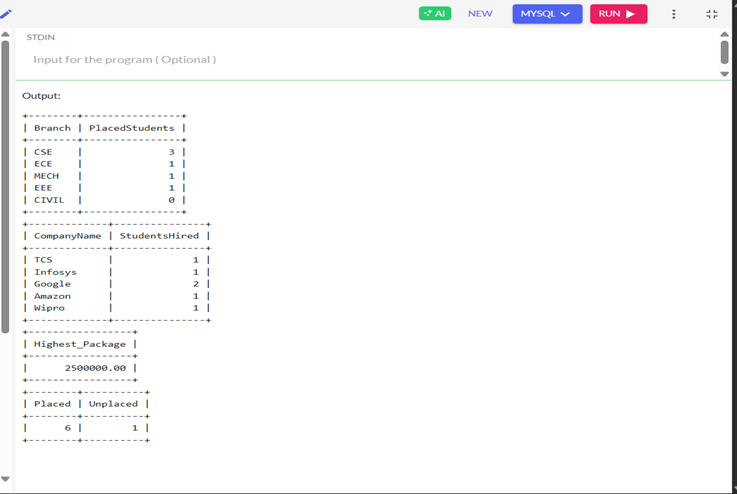 AI NEW MYSQL RUN
STDIN
Input for the program ( Optional )
Output:
+--------+----------------+
| Branch | PlacedStudents |
+--------+----------------+
| CSE    |              3 |
| ECE    |              1 |
| MECH   |              1 |
| EEE    |              1 |
| CIVIL  |              0 |
+--------+----------------+
+-------------+---------------+
| CompanyName | StudentsHired |
+-------------+---------------+
| TCS         |             1 |
| Infosys     |             1 |
| Google      |             2 |
| Amazon      |             1 |
| Wipro       |             1 |
+-------------+---------------+
+-----------------+
| Highest_Package |
+-----------------+
|      2500000.00 |
+-----------------+
+--------+----------+
| Placed | Unplaced |
+--------+----------+
|      6 |        1 |
+--------+----------+